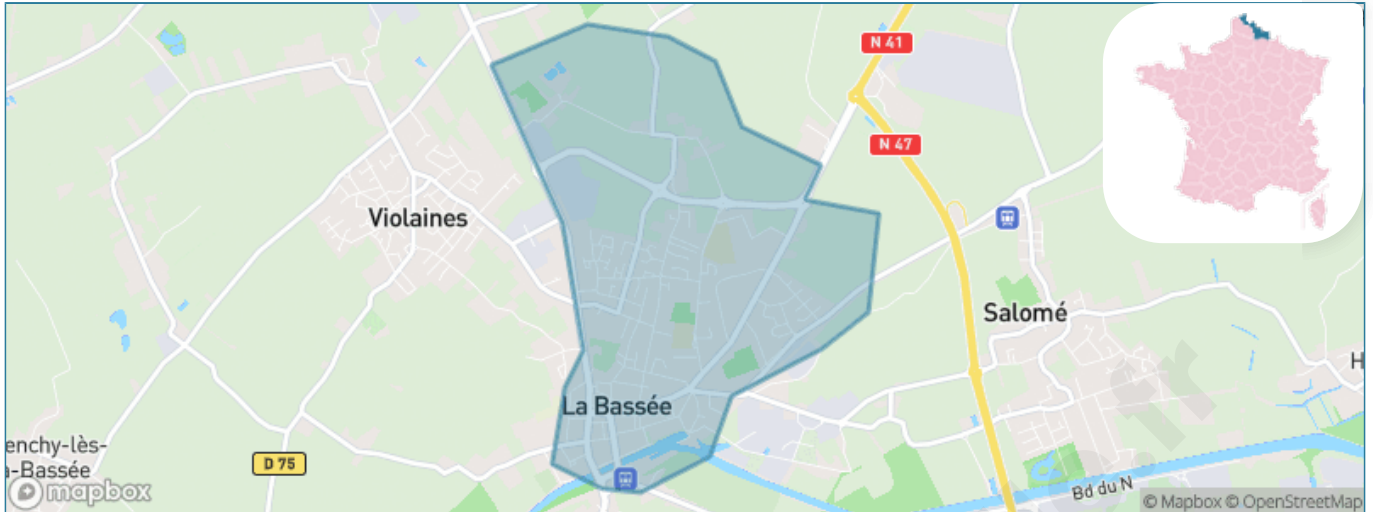 N 41
N 47
Violaines
Salomé
H
La Bassée
enchy-lès-
a-Bassée
D 75
Bd du N
mapbox
© Mapbox © OpenStreetMap